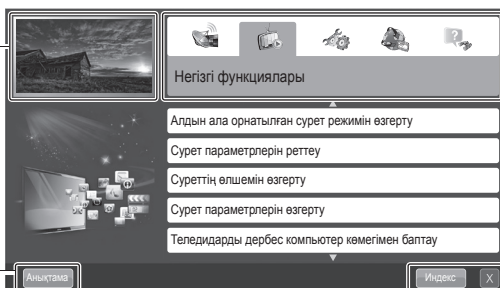 Негізгі функциялары
Алдын ала орнатылған сурет режимін өзгерту
Сурет параметрлерін реттеу
Суреттің өлшемін өзгерту
Сурет параметрлерін өзгерту
Теледидарды дербес компьютер көмегімен баптау
Анықтама
Индекс X